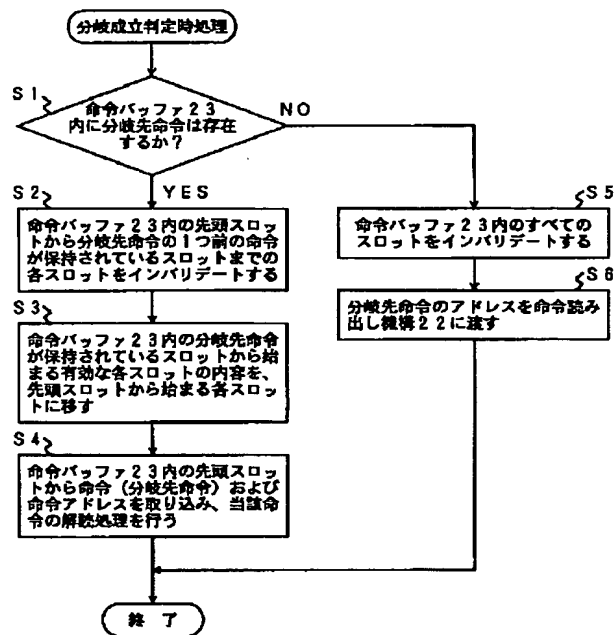 分岐成立判定時処理
S1
命令バッファ23
内に分岐先命令は存在
するか?
NO
YES
S2
命令バッファ23内の先頭スロッ
トから分岐先命令の1つ前の命令
が保持されているスロットまでの
各スロットをインバリデートする
S3
命令バッファ23内の分岐先命令
が保持されているスロットから始
まる有効な各スロットの内容を、
先頭スロットから始まる各スロッ
トに移す
S4
命令バッファ23内の先頭スロッ
トから命令(分岐先命令)および
命令アドレスを取り込み、当該命
令の解読処理を行う
S5
命令バッファ23内のすべての
スロットをインバリデートする
S6
分岐先命令のアドレスを命令読み
出し機構22に渡す
終了